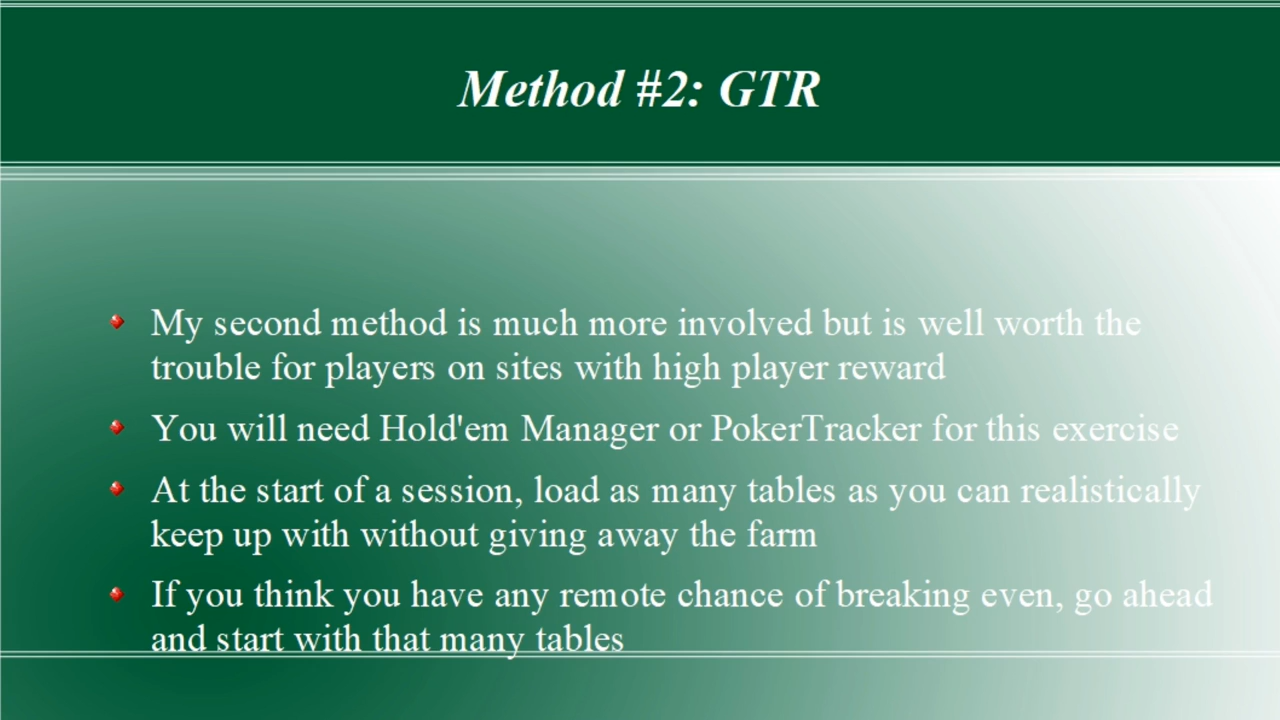 Method #2: GTR
My second method is much more involved but is well worth the
trouble for players on sites with high player reward
You will need Hold'em Manager or PokerTracker for this exercise
At the start of a session, load as many tables as you can realistically
keep up with without giving away the farm
If you think you have any remote chance of breaking even, go ahead
and start with that many tables